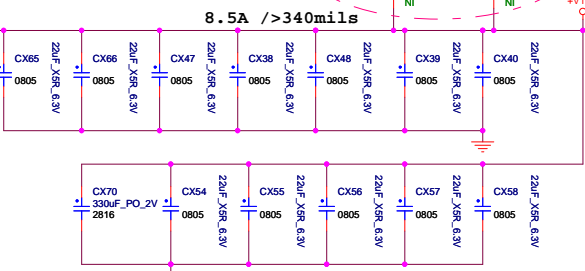 NI
NI
8.5A />340mils
CX65
0805
22uF_X5R_6.3V
CX66
0805
22uF_X5R_6.3V
CX47
0805
22uF_X5R_6.3V
CX38
0805
22uF_X5R_6.3V
CX48
0805
22uF_X5R_6.3V
CX39
0805
22uF_X5R_6.3V
CX40
0805
22uF_X5R_6.3V
CX70
330uF_PO_2V
2816
CX54
0805
22uF_X5R_6.3V
CX55
0805
22uF_X5R_6.3V
CX56
0805
22uF_X5R_6.3V
CX57
0805
22uF_X5R_6.3V
CX58
0805
22uF_X5R_6.3V